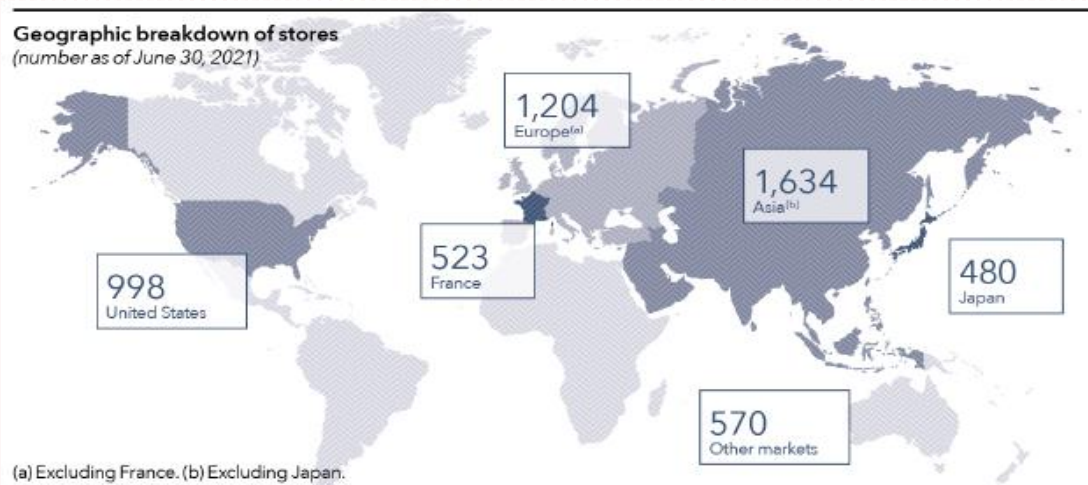 Geographic breakdown of stores
(number as of June 30, 2021)
1,204
Europe(a)
1,634
Asia(b)
523
France
480
Japan
998
United States
570
Other markets
(a) Excluding France. (b) Excluding Japan.